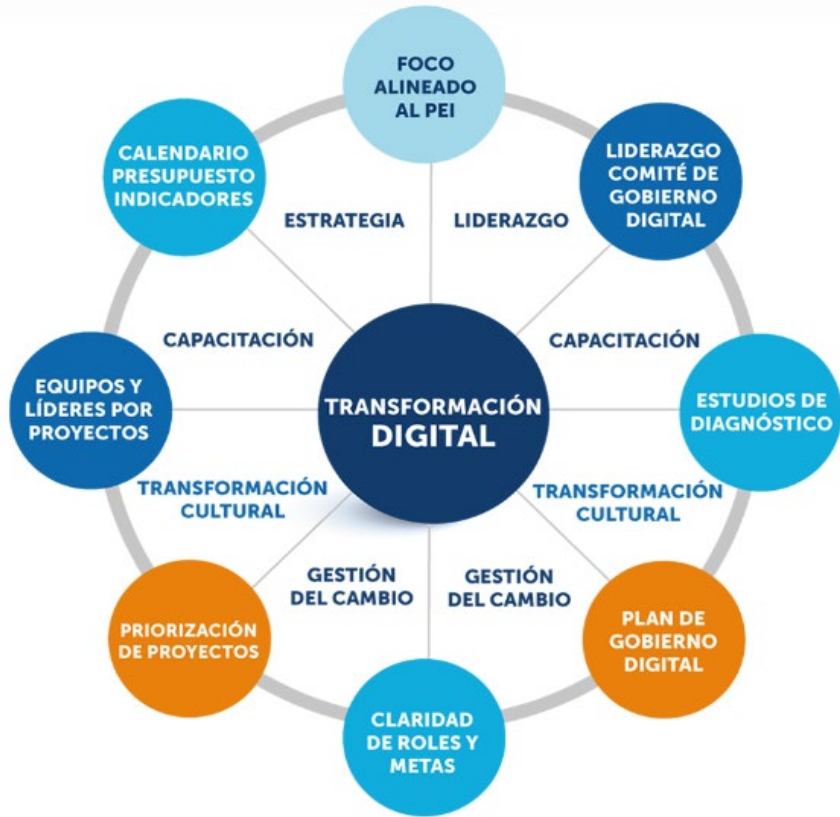 FOCO
ALINEADO
AL PEI
LIDERAZGO
COMITÉ DE
GOBIERNO
DIGITAL
ESTUDIOS DE
DIAGNÓSTICO
PLAN DE
GOBIERNO
DIGITAL
CLARIDAD
DE ROLES Y
METAS
PRIORIZACIÓN
DE PROYECTOS
EQUIPOS Y
LÍDERES POR
PROYECTOS
CALENDARIO
PRESUPUESTO
INDICADORES
ESTRATEGIA
LIDERAZGO
CAPACITACIÓN
CAPACITACIÓN
TRANSFORMACIÓN
DIGITAL
TRANSFORMACIÓN
CULTURAL
TRANSFORMACIÓN
CULTURAL
GESTIÓN
DEL CAMBIO
GESTIÓN
DEL CAMBIO